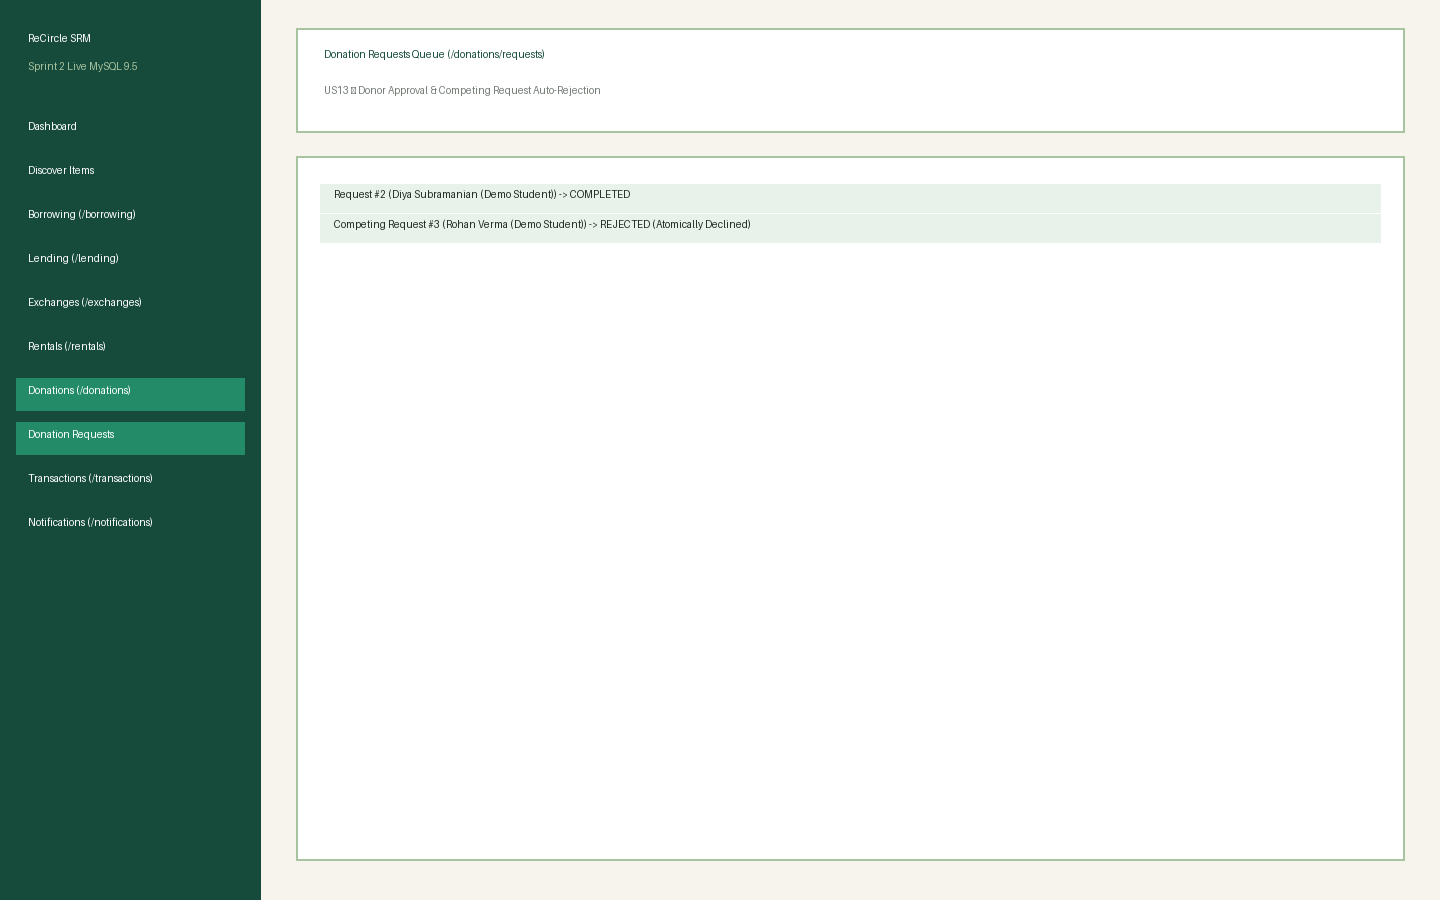 ReCircle SRM
Sprint 2 Live MySQL 9.5
Dashboard
Discover Items
Borrowing (/borrowing)
Lending (/lending)
Exchanges (/exchanges)
Rentals (/rentals)
Donations (/donations)
Donation Requests
Transactions (/transactions)
Notifications (/notifications)
Donation Requests Queue (/donations/requests)
US13 ▯ Donor Approval & Competing Request Auto-Rejection
Request #2 (Diya Subramanian (Demo Student)) -> COMPLETED
Competing Request #3 (Rohan Verma (Demo Student)) -> REJECTED (Atomically Declined)